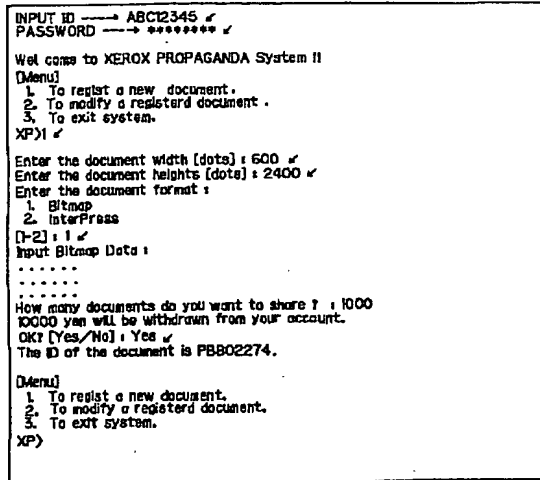 INPUT ID ----→ ABC12345 ↙
PASSWORD ----→ ******** ↙
Wel come to XEROX PROPAGANDA System !!
[Menu]
1. To regist a new document.
2. To modify a registerd document .
3. To exit system.
XP>1 ↙
Enter the document width [dots] : 600 ↙
Enter the document heights [dots] : 2400 ↙
Enter the document format :
1. Bitmap
2. InterPress
[1-2] : 1 ↙
Input Bitmap Data :
. . . . . .
. . . . . .
. . . . . .
How many documents do you want to share ? : 1000
10000 yen will be withdrawn from your account.
OK? [Yes/No] : Yes ↙
The ID of the document is PBB02274.
[Menu]
1. To regist a new document.
2. To modify a registerd document.
3. To exit system.
XP>